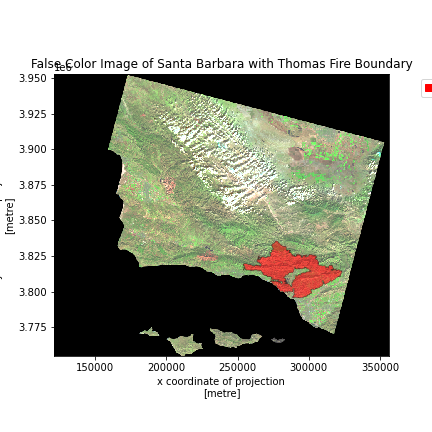 False Color Image of Santa Barbara with Thomas Fire Boundary
1e6
3.950
3.925
3.900
3.875
3.850
3.825
3.800
3.775
[metre]
150000
200000
250000
300000
350000
x coordinate of projection
[metre]